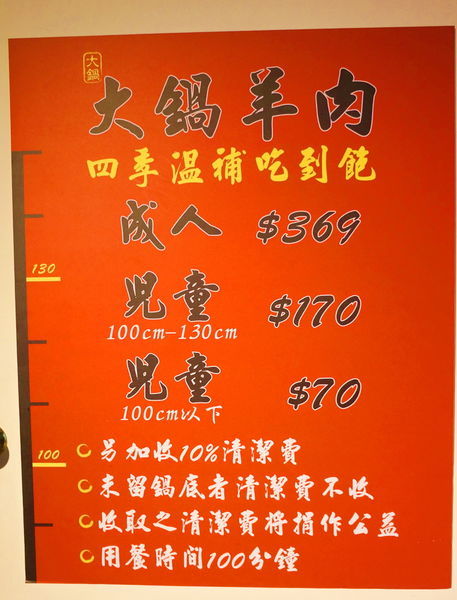 大鍋
大鍋羊肉
四季溫補吃到飽
成人 $369
130
兒童 $170
100cm-130cm
兒童 $70
100cm以下
100
另加收10%清潔費
未留鍋底者清潔費不收
收取之清潔費將捐作公益
用餐時間100分鐘